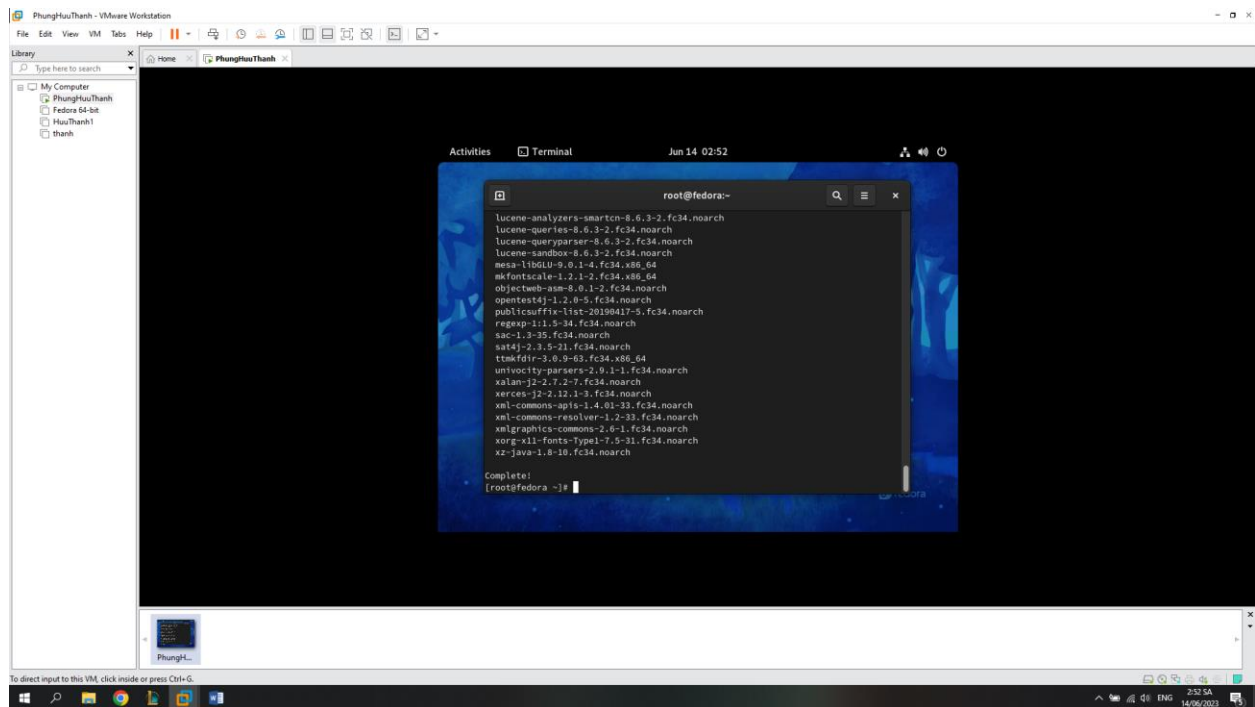 PhungHuuThanh - VMware Workstation
File Edit View VM Tabs Help
Library
Type here to search
My Computer
PhungHuuThanh
Fedora 64-bit
HuuThanh1
thanh
Home
PhungHuuThanh
Activities Terminal Jun 14 02:52
root@fedora:~
lucene-analyzers-smartcn-8.6.3-2.fc34.noarch
lucene-queries-8.6.3-2.fc34.noarch
lucene-queryparser-8.6.3-2.fc34.noarch
lucene-sandbox-8.6.3-2.fc34.noarch
mesa-libGLU-9.0.1-4.fc34.x86_64
mkfontscale-1.2.1-2.fc34.x86_64
objectweb-asm-8.0.1-2.fc34.noarch
opentest4j-1.2.0-5.fc34.noarch
publicsuffix-list-20190417-5.fc34.noarch
regexp-1:1.5-34.fc34.noarch
sac-1.3-35.fc34.noarch
sat4j-2.3.5-21.fc34.noarch
ttmkfdir-3.0.9-63.fc34.x86_64
univocity-parsers-2.9.1-1.fc34.noarch
xalan-j2-2.7.2-7.fc34.noarch
xerces-j2-2.12.1-3.fc34.noarch
xml-commons-apis-1.4.01-33.fc34.noarch
xml-commons-resolver-1.2-33.fc34.noarch
xmlgraphics-commons-2.6-1.fc34.noarch
xorg-x11-fonts-Type1-7.5-31.fc34.noarch
xz-java-1.8-10.fc34.noarch
Complete!
[root@fedora ~]#
fedora
PhungH...
To direct input to this VM, click inside or press Ctrl+G.
ENG
2:52 SA
14/06/2023